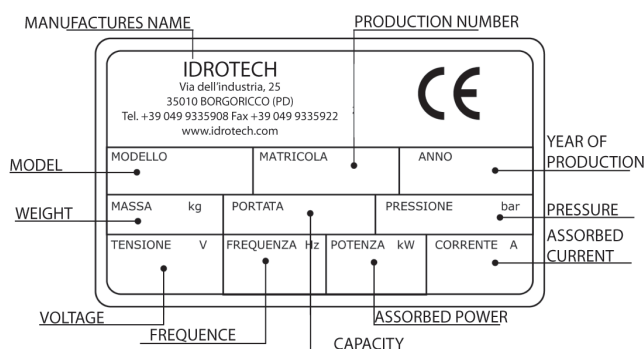 MANUFACTURES NAME
PRODUCTION NUMBER
IDROTECH
Via dell'industria, 25
35010 BORGORICCO (PD)
Tel. +39 049 9335908 Fax +39 049 9335922
www.idrotech.com
CE
MODEL
MODELLO
MATRICOLA
ANNO
YEAR OF
PRODUCTION
WEIGHT
MASSA kg
PORTATA
PRESSIONE bar
PRESSURE
TENSIONE V
FREQUENZA Hz
POTENZA kW
CORRENTE A
ASSORBED
CURRENT
VOLTAGE
FREQUENCE
ASSORBED POWER
CAPACITY